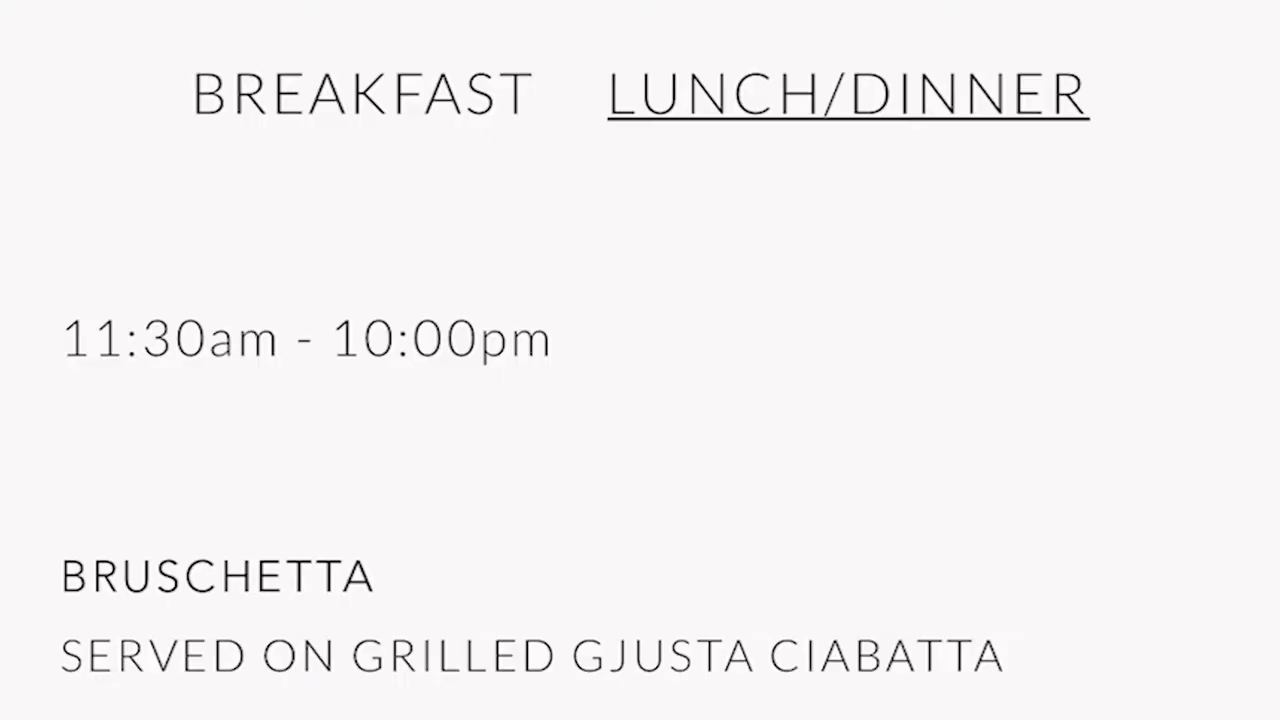 BREAKFAST LUNCH/DINNER
11:30am - 10:00pm
BRUSCHETTA
SERVED ON GRILLED GJUSTA CIABATTA